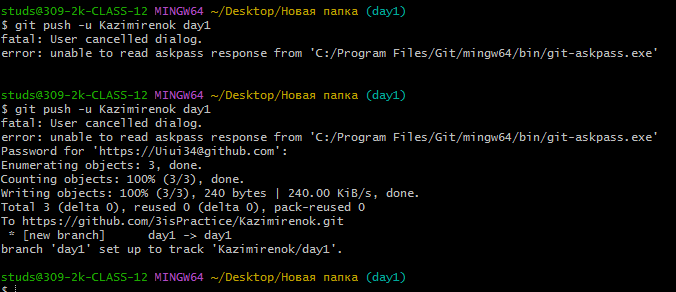 studs@309-2k-CLASS-12 MINGW64 ~/Desktop/Новая папка (day1)
$ git push -u Kazimirenok day1
fatal: User cancelled dialog.
error: unable to read askpass response from 'C:/Program Files/Git/mingw64/bin/git-askpass.exe'
studs@309-2k-CLASS-12 MINGW64 ~/Desktop/Новая папка (day1)
$ git push -u Kazimirenok day1
fatal: User cancelled dialog.
error: unable to read askpass response from 'C:/Program Files/Git/mingw64/bin/git-askpass.exe'
Password for 'https://Uiui34@github.com':
Enumerating objects: 3, done.
Counting objects: 100% (3/3), done.
Writing objects: 100% (3/3), 240 bytes | 240.00 KiB/s, done.
Total 3 (delta 0), reused 0 (delta 0), pack-reused 0
To https://github.com/3isPractice/Kazimirenok.git
 * [new branch]      day1 -> day1
branch 'day1' set up to track 'Kazimirenok/day1'.
studs@309-2k-CLASS-12 MINGW64 ~/Desktop/Новая папка (day1)
$